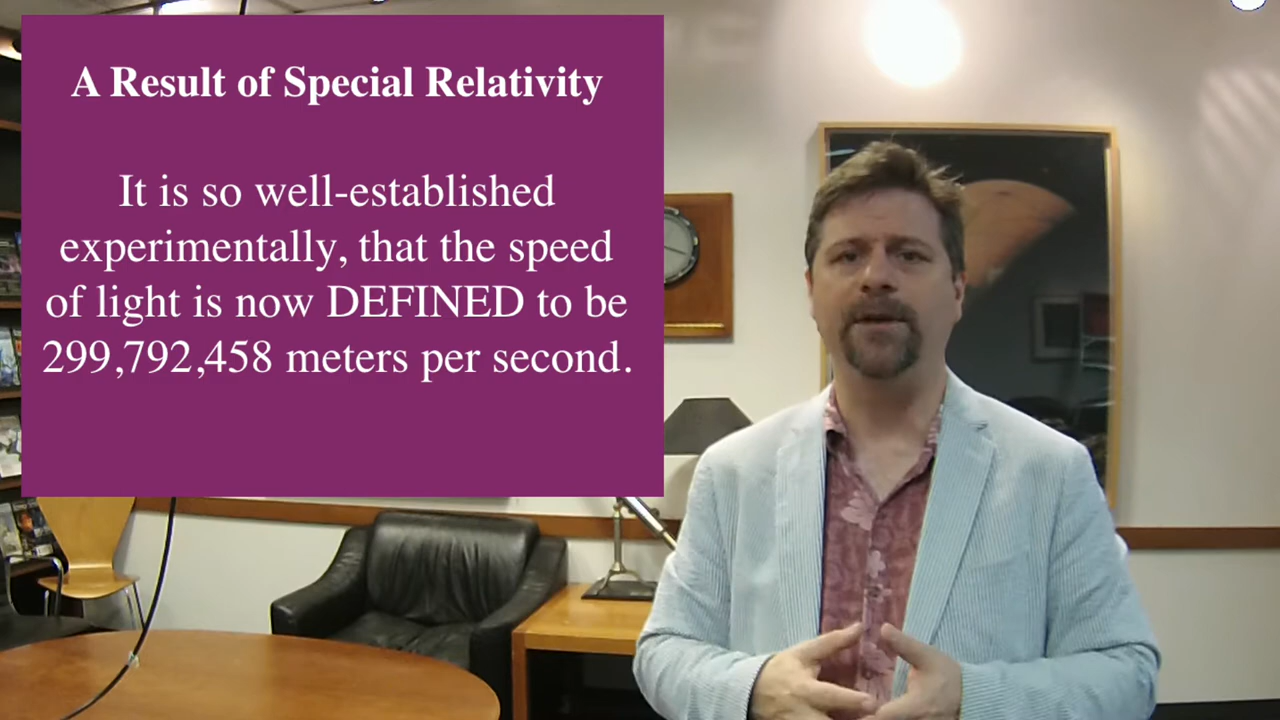 A Result of Special Relativity
It is so well-established
experimentally, that the speed
of light is now DEFINED to be
299,792,458 meters per second.